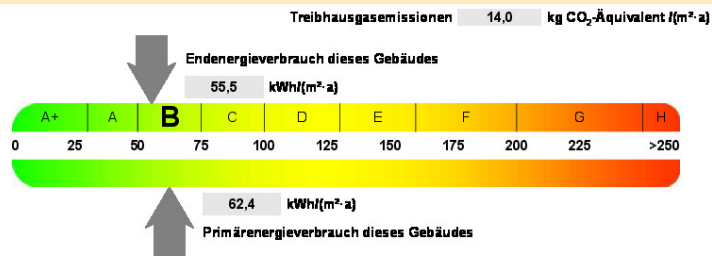 Treibhausgasemissionen 14,0 kg CO₂-Äquivalent /(m²·a)
Endenergieverbrauch dieses Gebäudes
55,5 kWh/(m²·a)
A+ A B C D E F G H
0 25 50 75 100 125 150 175 200 225 >250
62,4 kWh/(m²·a)
Primärenergieverbrauch dieses Gebäudes